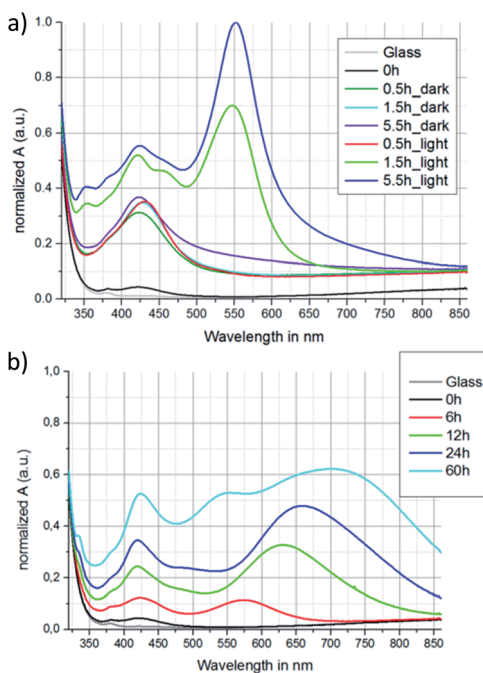 a)
normalized A (a.u.)
1.0
0.8
0.6
0.4
0.2
0.0
350 400 450 500 550 600 650 700 750 800 850
Wavelength in nm
Glass
0h
0.5h_dark
1.5h_dark
5.5h_dark
0.5h_light
1.5h_light
5.5h_light
b)
normalized A (a.u.)
1,0
0,8
0,6
0,4
0,2
0,0
350 400 450 500 550 600 650 700 750 800 850
Wavelength in nm
Glass
0h
6h
12h
24h
60h